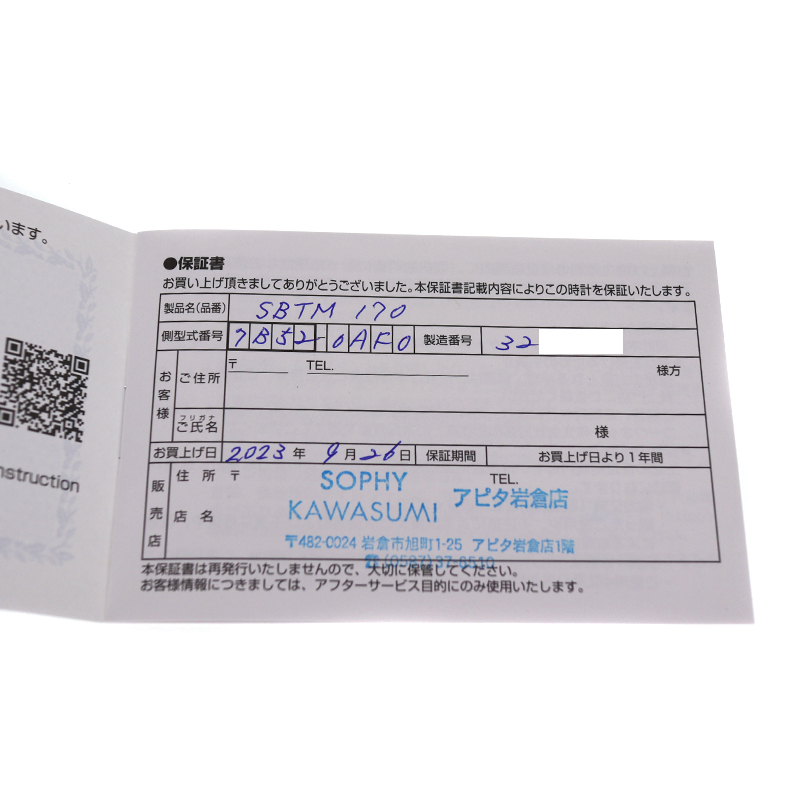 います。
nstruction
●保証書
お買い上げ頂きましてありがとうございました。本保証書記載内容によりこの時計を保証いたします。
製品名(品番) SBTM 170
側型式番号 7B52-0AF0 製造番号 32
お客様 ご住所 〒 TEL. 様方
フリガナ
ご氏名 様
お買上げ日 2023年 9月26日 保証期間 お買上げ日より1年間
販売店 住所 〒 TEL.
店名
SOPHY
KAWASUMI アピタ岩倉店
〒482-0024 岩倉市旭町1-25 アピタ岩倉店1階
☎(0587)37-6510
本保証書は再発行いたしませんので、大切に保管してください。
お客様情報につきましては、アフターサービス目的にのみ使用いたします。